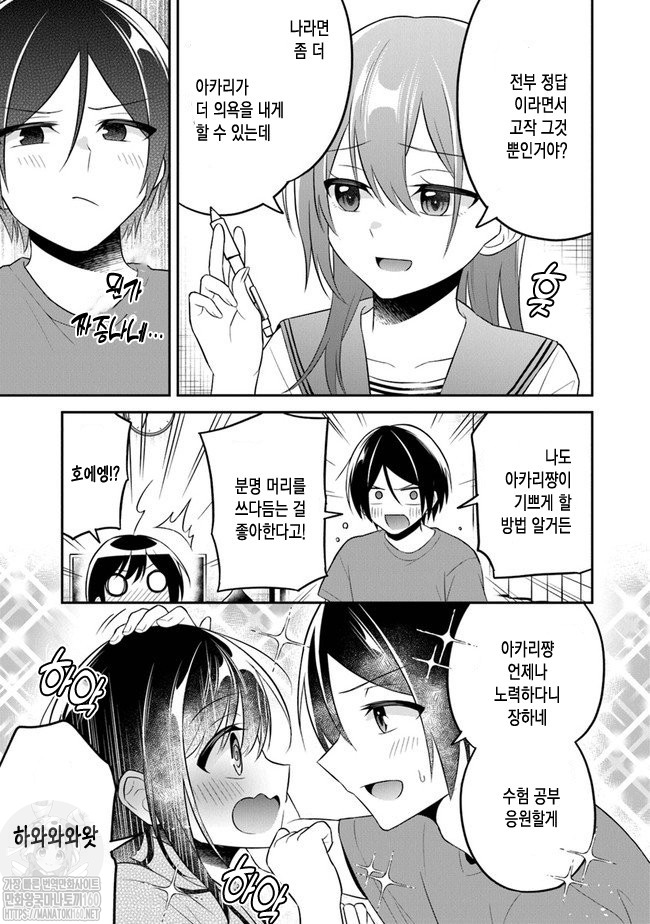 전부 정답
이라면서
고작 그것
뿐인거야?
흣
나라면
좀 더
아카리가
더 의욕을 내게
할 수 있는데
뭔가
짜증나네...
나도
아카리쨩이
기쁘게 할
방법 알거든
분명 머리를
쓰다듬는 걸
좋아한다고!
호에엥!?
아카리쨩
언제나
노력하다니
장하네
수험 공부
응원할게
하악
하악
하와와와왓
가장 빠른 번역만화사이트
만화왕국마나토끼160
HTTPS://MANATOKI160.NET